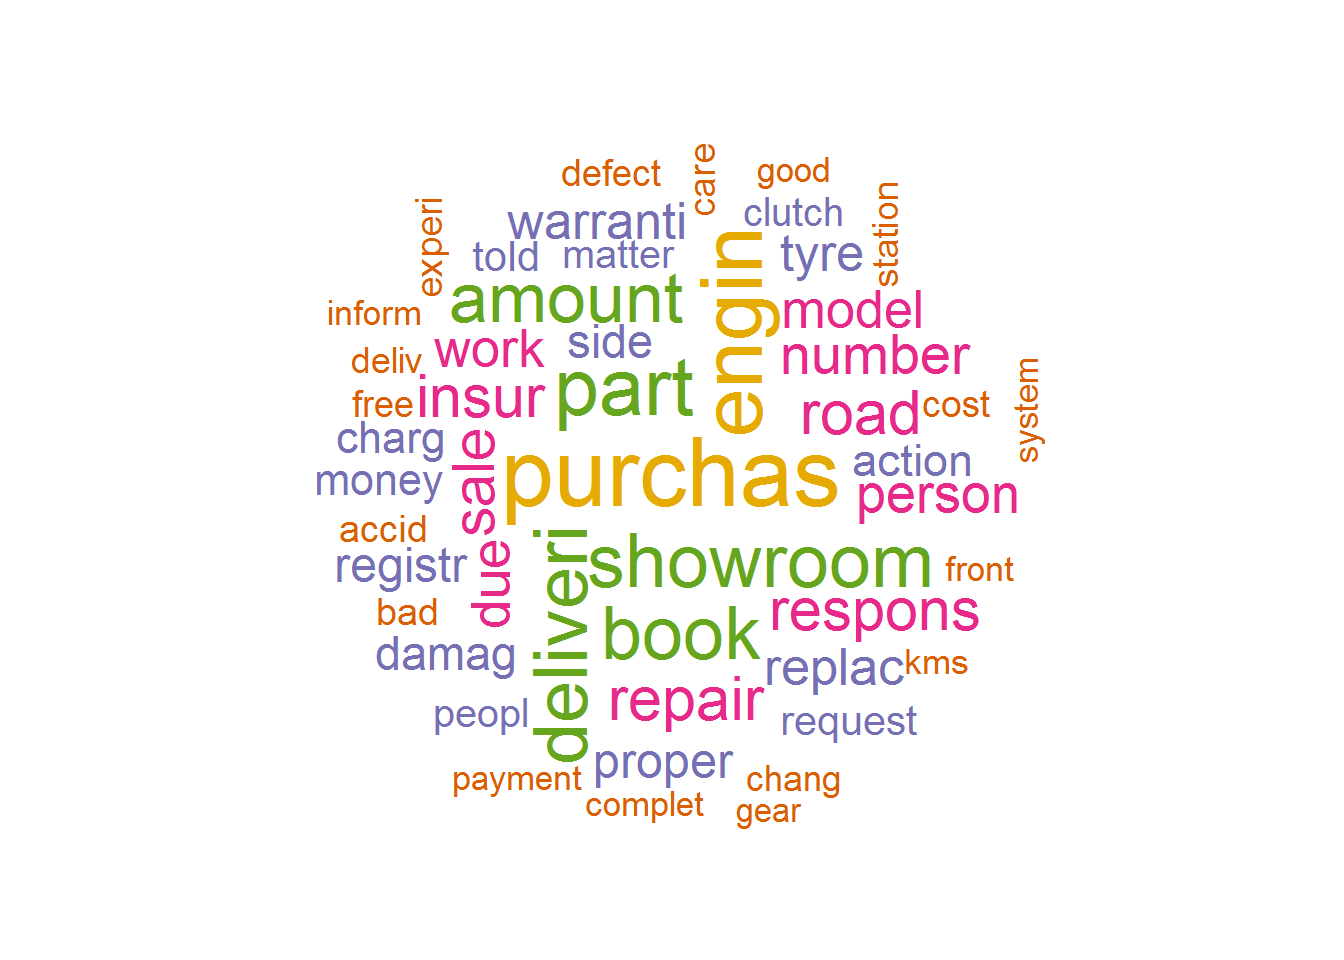 defect
care
good
experi
warranti
clutch
station
told
matter
engin
tyre
inform
amount
model
deliv
work
side
number
free
insur
part
road
cost
system
charg
sale
purchas
action
money
person
accid
due
deliveri
showroom
front
registr
bad
book
respons
damag
replac
kms
peopl
repair
request
proper
payment
chang
complet
gear